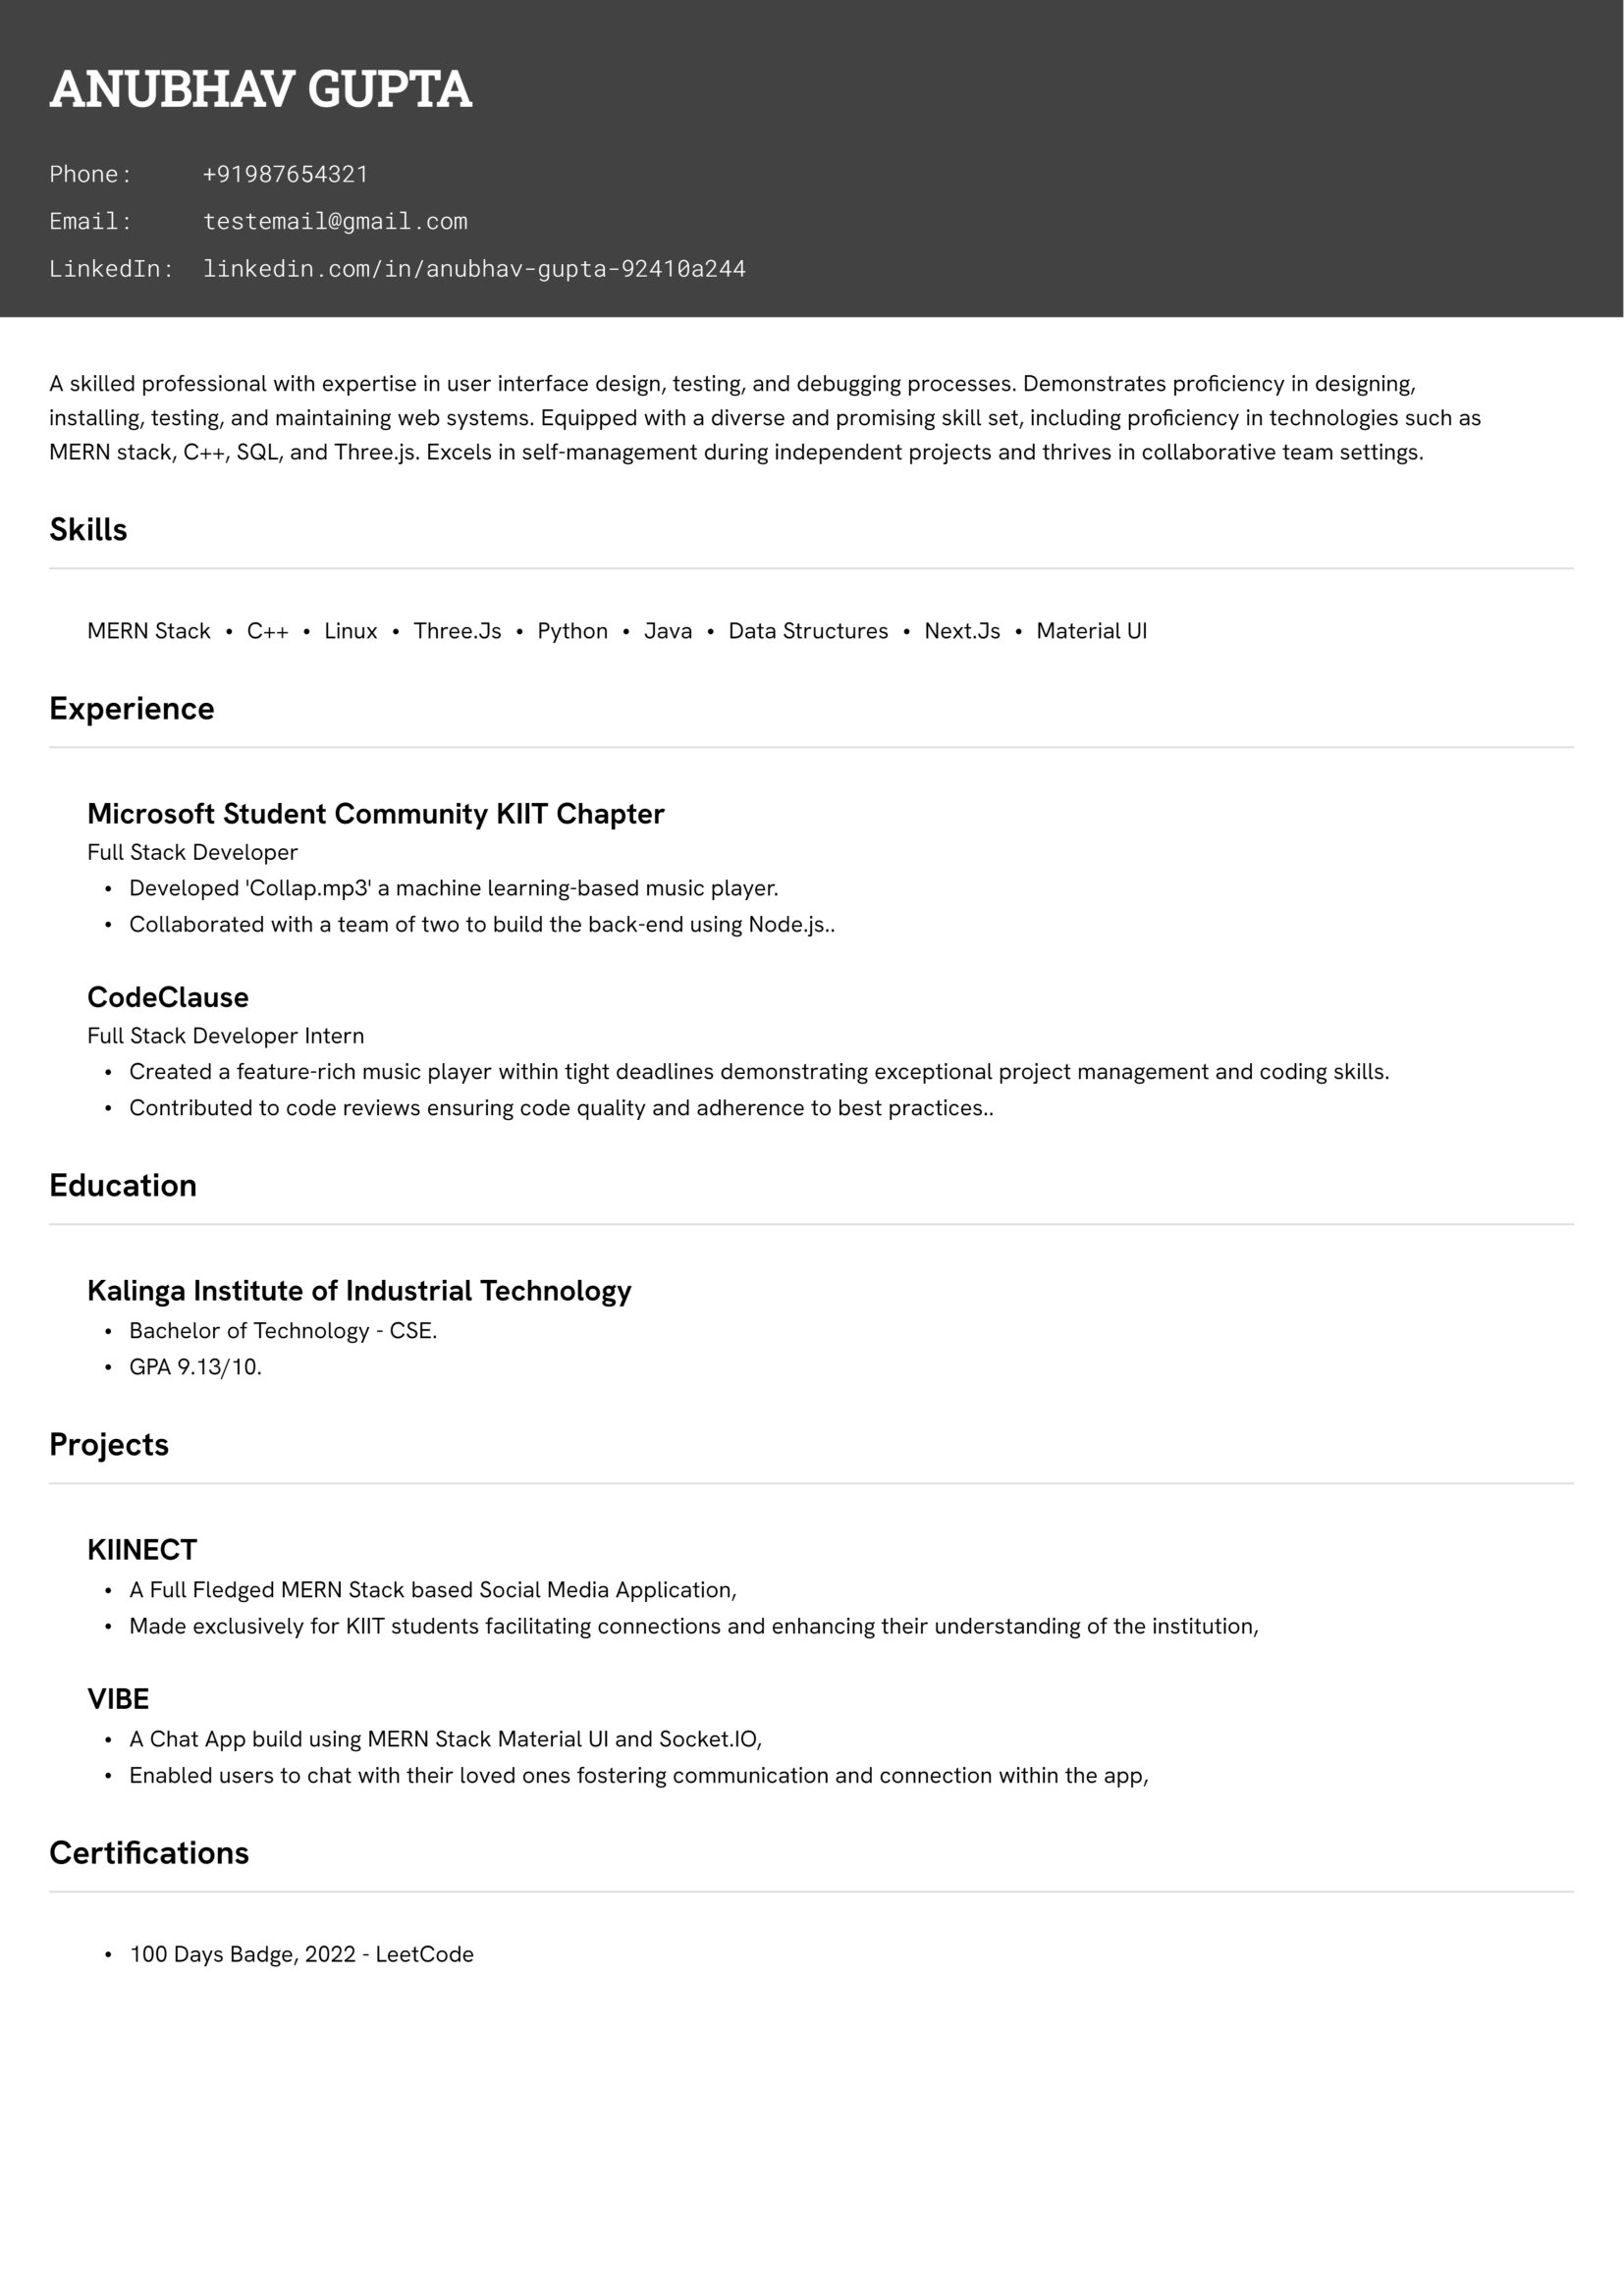 ANUBHAV GUPTA
Phone: +91987654321
Email: testemail@gmail.com
LinkedIn: linkedin.com/in/anubhav-gupta-92410a244
A skilled professional with expertise in user interface design, testing, and debugging processes. Demonstrates proficiency in designing,
installing, testing, and maintaining web systems. Equipped with a diverse and promising skill set, including proficiency in technologies such as
MERN stack, C++, SQL, and Three.js. Excels in self-management during independent projects and thrives in collaborative team settings.
Skills
MERN Stack • C++ • Linux • Three.Js • Python • Java • Data Structures • Next.Js • Material UI
Experience
Microsoft Student Community KIIT Chapter
Full Stack Developer
• Developed 'Collap.mp3' a machine learning-based music player.
• Collaborated with a team of two to build the back-end using Node.js..
CodeClause
Full Stack Developer Intern
• Created a feature-rich music player within tight deadlines demonstrating exceptional project management and coding skills.
• Contributed to code reviews ensuring code quality and adherence to best practices..
Education
Kalinga Institute of Industrial Technology
• Bachelor of Technology - CSE.
• GPA 9.13/10.
Projects
KIINECT
• A Full Fledged MERN Stack based Social Media Application,
• Made exclusively for KIIT students facilitating connections and enhancing their understanding of the institution,
VIBE
• A Chat App build using MERN Stack Material UI and Socket.IO,
• Enabled users to chat with their loved ones fostering communication and connection within the app,
Certifications
• 100 Days Badge, 2022 - LeetCode